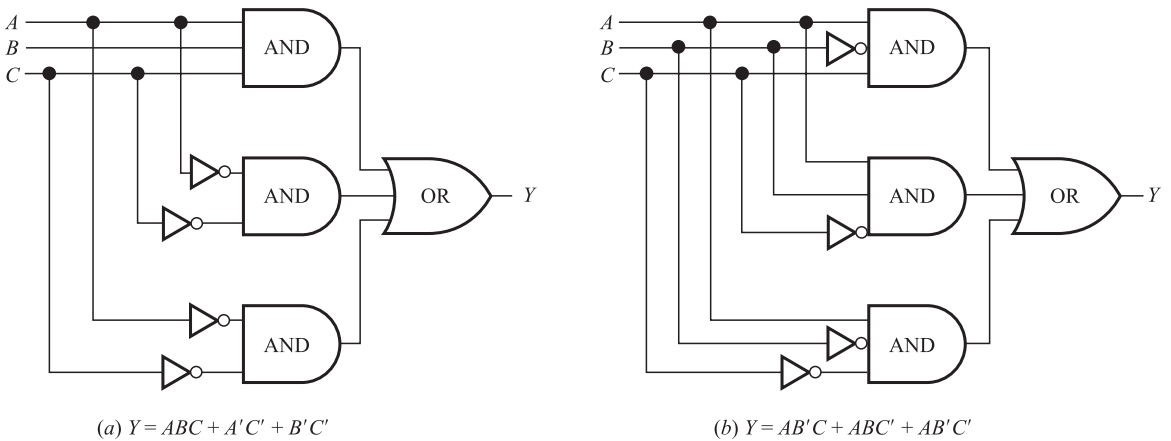 A
B
C
AND
AND
AND
OR
Y
(a) Y = ABC + A′C′ + B′C′
A
B
C
AND
AND
AND
OR
Y
(b) Y = AB′C + ABC′ + AB′C′